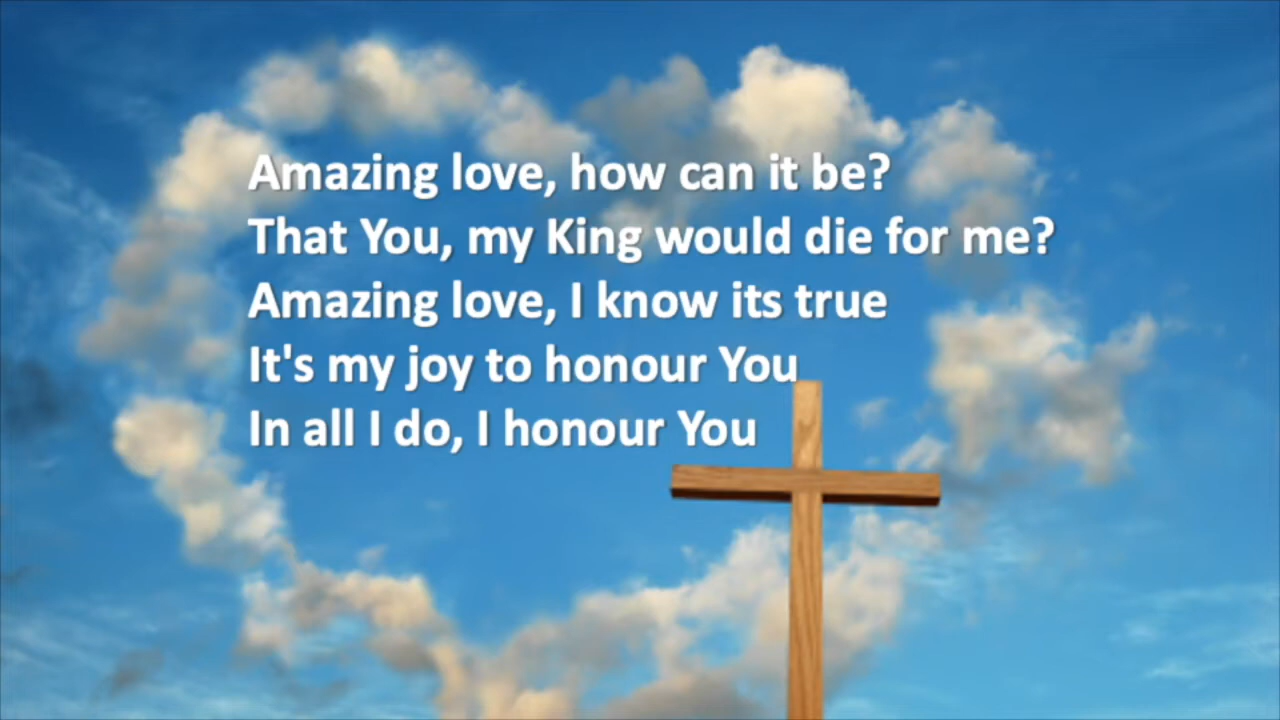 Amazing love, how can it be?
That You, my King would die for me?
Amazing love, I know its true
It's my joy to honour You
In all I do, I honour You